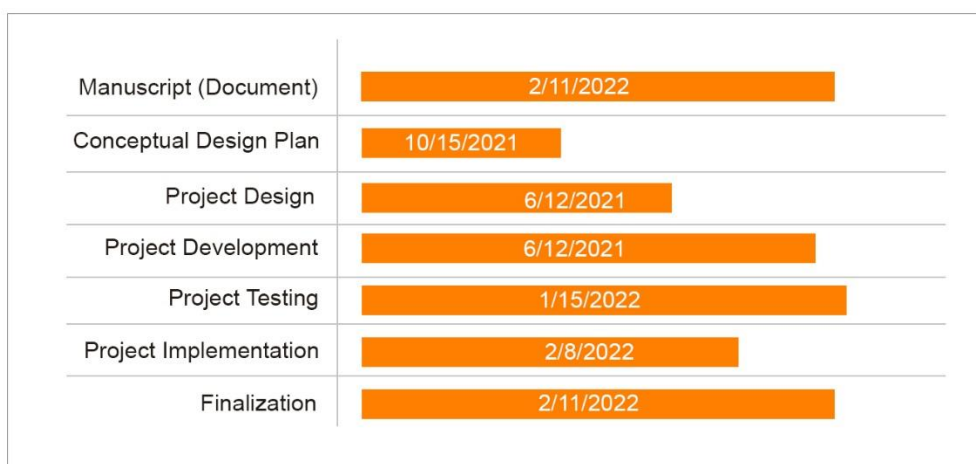 Manuscript (Document) 2/11/2022
Conceptual Design Plan 10/15/2021
Project Design 6/12/2021
Project Development 6/12/2021
Project Testing 1/15/2022
Project Implementation 2/8/2022
Finalization 2/11/2022